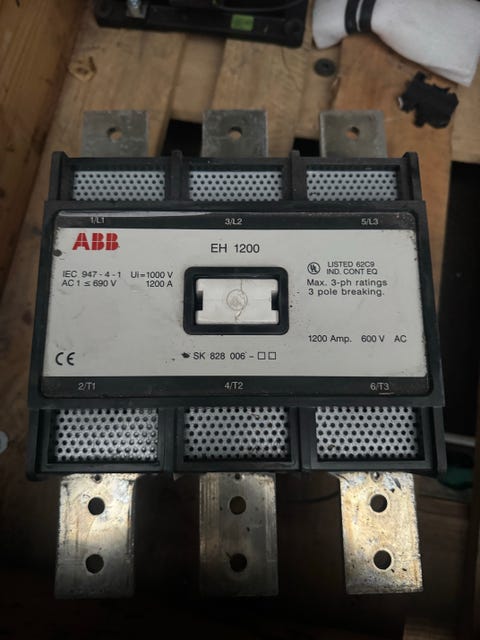 1/L1 3/L2 5/L3
ABB
EH 1200
IEC 947-4-1 Ui=1000 V
AC 1 ≤ 690 V 1200 A
UL LISTED 62C9
IND. CONT EQ
Max. 3-ph ratings
3 pole breaking.
1200 Amp. 600 V AC
SK 828 006 - □□
CE
2/T1 4/T2 6/T3